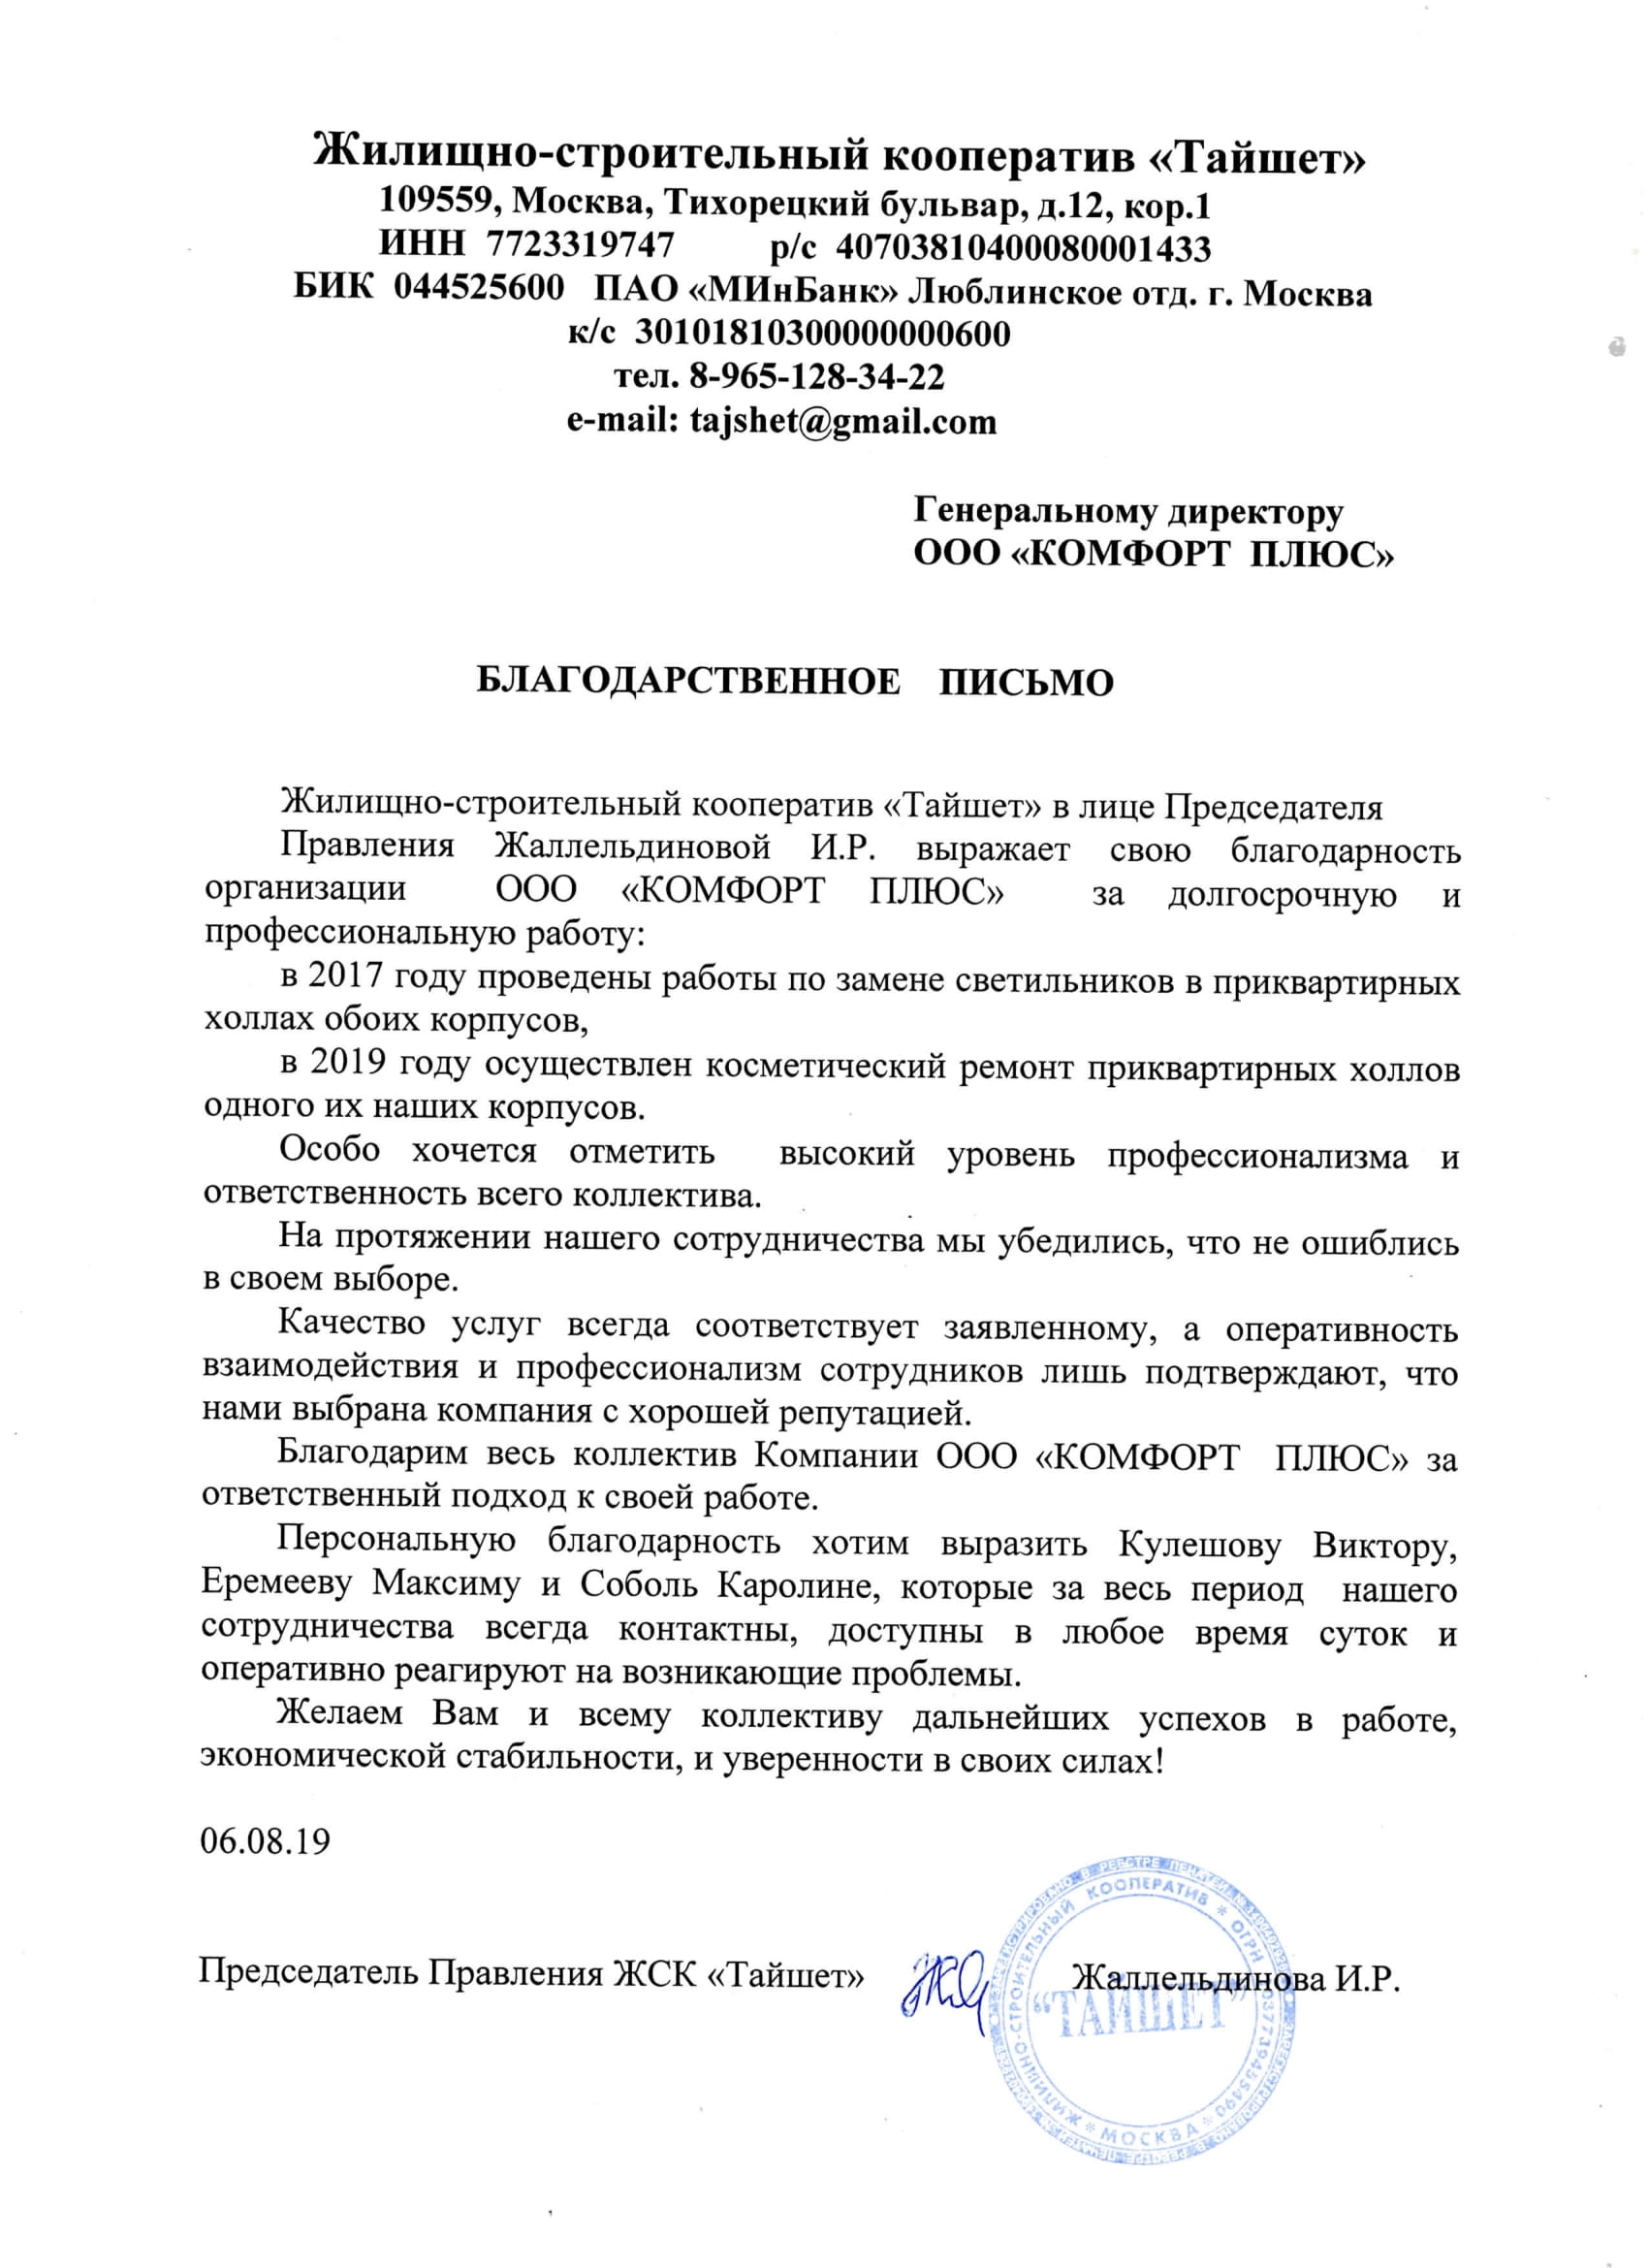 Жилищно-строительный кооператив «Тайшет»
109559, Москва, Тихорецкий бульвар, д.12, кор.1
ИНН 7723319747 р/с 40703810400080001433
БИК 044525600 ПАО «МИнБанк» Люблинское отд. г. Москва
к/с 30101810300000000600
тел. 8-965-128-34-22
e-mail: tajshet@gmail.com
Генеральному директору
ООО «КОМФОРТ ПЛЮС»
БЛАГОДАРСТВЕННОЕ ПИСЬМО
Жилищно-строительный кооператив «Тайшет» в лице Председателя
Правления Жаллельдиновой И.Р. выражает свою благодарность
организации ООО «КОМФОРТ ПЛЮС» за долгосрочную и
профессиональную работу:
в 2017 году проведены работы по замене светильников в приквартирных
холлах обоих корпусов,
в 2019 году осуществлен косметический ремонт приквартирных холлов
одного их наших корпусов.
Особо хочется отметить высокий уровень профессионализма и
ответственность всего коллектива.
На протяжении нашего сотрудничества мы убедились, что не ошиблись
в своем выборе.
Качество услуг всегда соответствует заявленному, а оперативность
взаимодействия и профессионализм сотрудников лишь подтверждают, что
нами выбрана компания с хорошей репутацией.
Благодарим весь коллектив Компании ООО «КОМФОРТ ПЛЮС» за
ответственный подход к своей работе.
Персональную благодарность хотим выразить Кулешову Виктору,
Еремееву Максиму и Соболь Каролине, которые за весь период нашего
сотрудничества всегда контактны, доступны в любое время суток и
оперативно реагируют на возникающие проблемы.
Желаем Вам и всему коллективу дальнейших успехов в работе,
экономической стабильности, и уверенности в своих силах!
06.08.19
Председатель Правления ЖСК «Тайшет» Жаллельдинова И.Р.
ЖИЛИЩНО-СТРОИТЕЛЬНЫЙ КООПЕРАТИВ * ОГРН 1037739455490 * МОСКВА *
“ТАЙШЕТ”